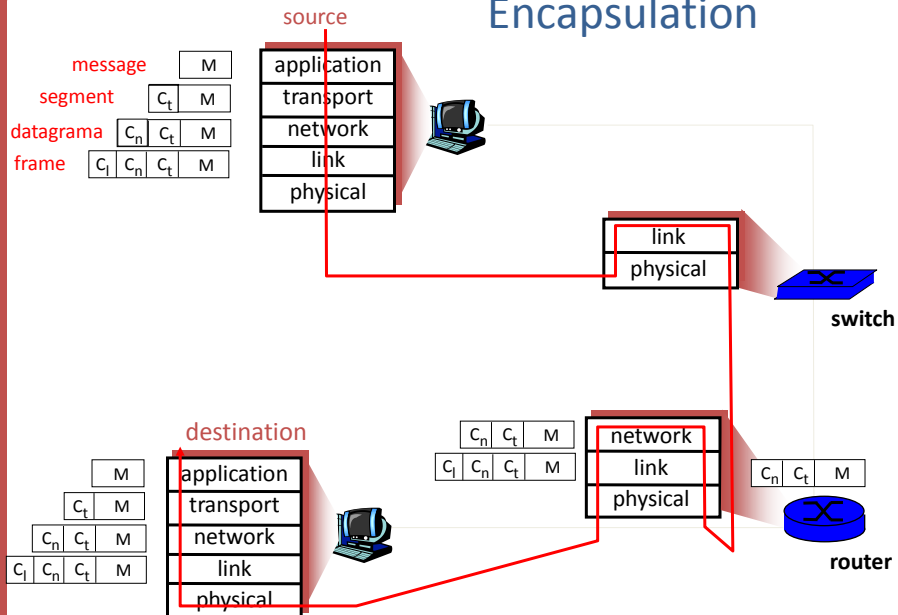 Encapsulation
source
message M application
segment Ct M transport
datagrama Cn Ct M network
frame Cl Cn Ct M link
physical
link
physical
switch
destination
Cn Ct M network
Cl Cn Ct M link Cn Ct M
physical
router
M application
Ct M transport
Cn Ct M network
Cl Cn Ct M link
physical